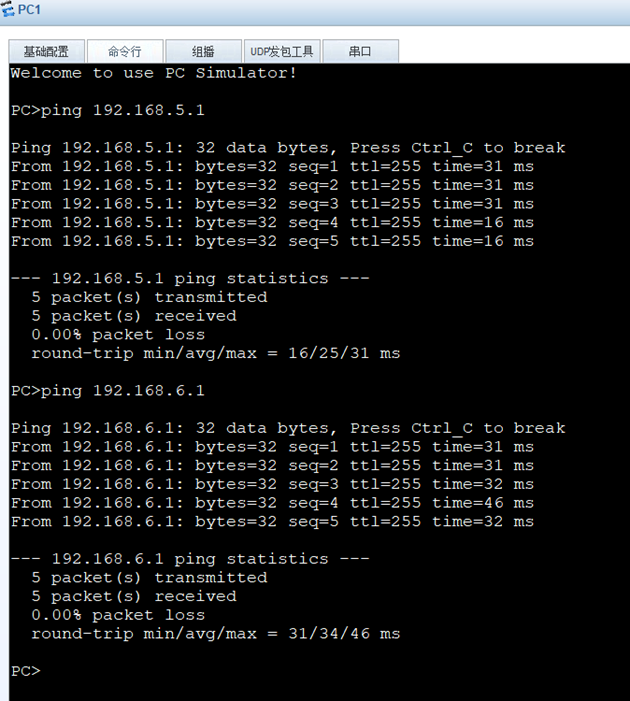 PC1
基础配置 命令行 组播 UDP发包工具 串口
Welcome to use PC Simulator!
PC>ping 192.168.5.1
Ping 192.168.5.1: 32 data bytes, Press Ctrl_C to break
From 192.168.5.1: bytes=32 seq=1 ttl=255 time=31 ms
From 192.168.5.1: bytes=32 seq=2 ttl=255 time=31 ms
From 192.168.5.1: bytes=32 seq=3 ttl=255 time=31 ms
From 192.168.5.1: bytes=32 seq=4 ttl=255 time=16 ms
From 192.168.5.1: bytes=32 seq=5 ttl=255 time=16 ms
--- 192.168.5.1 ping statistics ---
5 packet(s) transmitted
5 packet(s) received
0.00% packet loss
round-trip min/avg/max = 16/25/31 ms
PC>ping 192.168.6.1
Ping 192.168.6.1: 32 data bytes, Press Ctrl_C to break
From 192.168.6.1: bytes=32 seq=1 ttl=255 time=31 ms
From 192.168.6.1: bytes=32 seq=2 ttl=255 time=31 ms
From 192.168.6.1: bytes=32 seq=3 ttl=255 time=32 ms
From 192.168.6.1: bytes=32 seq=4 ttl=255 time=46 ms
From 192.168.6.1: bytes=32 seq=5 ttl=255 time=32 ms
--- 192.168.6.1 ping statistics ---
5 packet(s) transmitted
5 packet(s) received
0.00% packet loss
round-trip min/avg/max = 31/34/46 ms
PC>